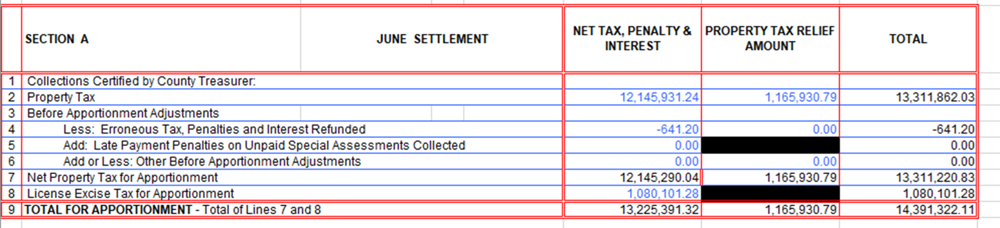 SECTION A JUNE SETTLEMENT NET TAX, PENALTY & INTEREST PROPERTY TAX RELIEF AMOUNT TOTAL
1 Collections Certified by County Treasurer:
2 Property Tax 12,145,931.24 1,165,930.79 13,311,862.03
3 Before Apportionment Adjustments
4 Less: Erroneous Tax, Penalties and Interest Refunded -641.20 0.00 -641.20
5 Add: Late Payment Penalties on Unpaid Special Assessments Collected 0.00 0.00
6 Add or Less: Other Before Apportionment Adjustments 0.00 0.00 0.00
7 Net Property Tax for Apportionment 12,145,290.04 1,165,930.79 13,311,220.83
8 License Excise Tax for Apportionment 1,080,101.28 1,080,101.28
9 TOTAL FOR APPORTIONMENT - Total of Lines 7 and 8 13,225,391.32 1,165,930.79 14,391,322.11